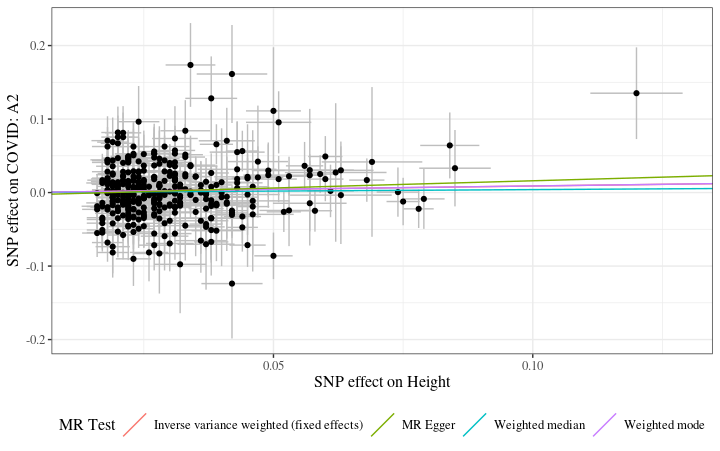 0.2
0.1
0.0
-0.1
-0.2
SNP effect on COVID: A2
0.05
0.10
SNP effect on Height
MR Test
Inverse variance weighted (fixed effects)
MR Egger
Weighted median
Weighted mode